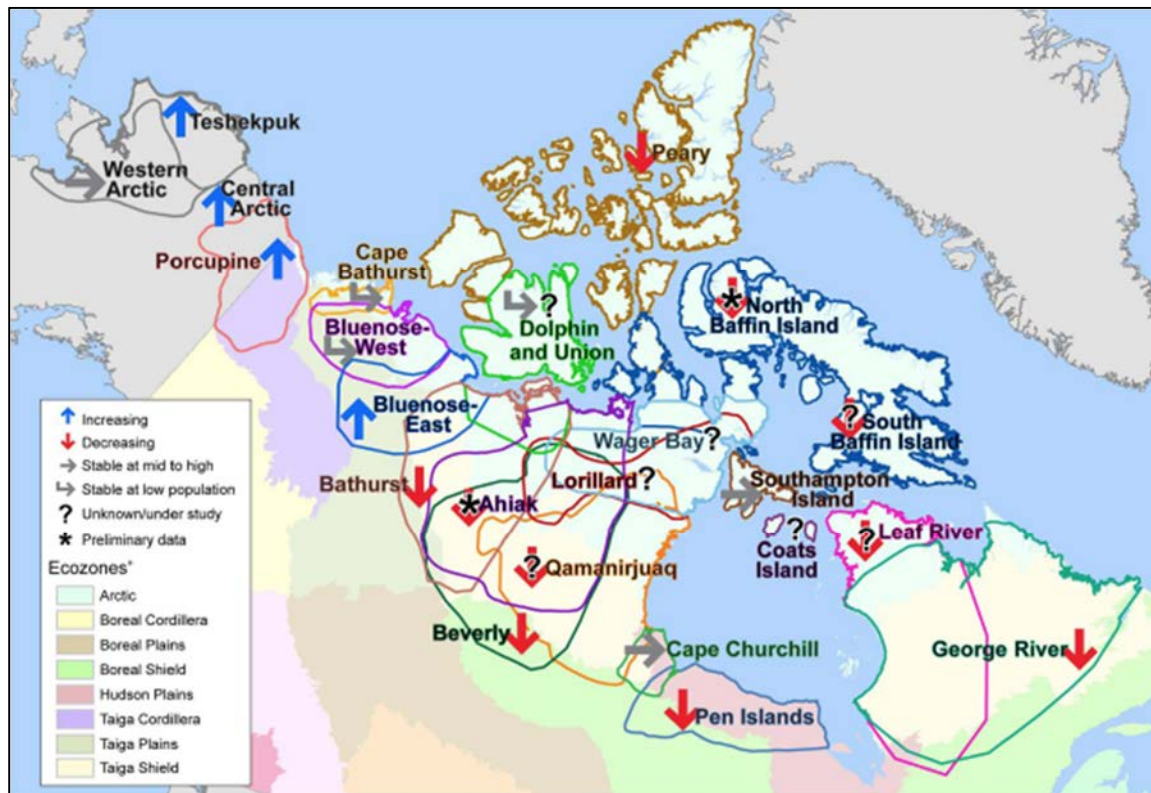 Teshekpuk
Western
Arctic
Central
Arctic
Porcupine
Cape
Bathurst
Bluenose-
West
Bluenose-
East
Dolphin
and Union
?
Peary
*
North
Baffin Island
?
South
Baffin Island
Wager Bay ?
Lorillard ?
Southampton
Island
?
Coats
Island
Bathurst
* Ahiak
? Qamanirjuaq
Beverly
? Leaf River
George River
Cape Churchill
Pen Islands
Increasing
Decreasing
Stable at mid to high
Stable at low population
? Unknown/under study
* Preliminary data
Ecozones*
Arctic
Boreal Cordillera
Boreal Plains
Boreal Shield
Hudson Plains
Taiga Cordillera
Taiga Plains
Taiga Shield